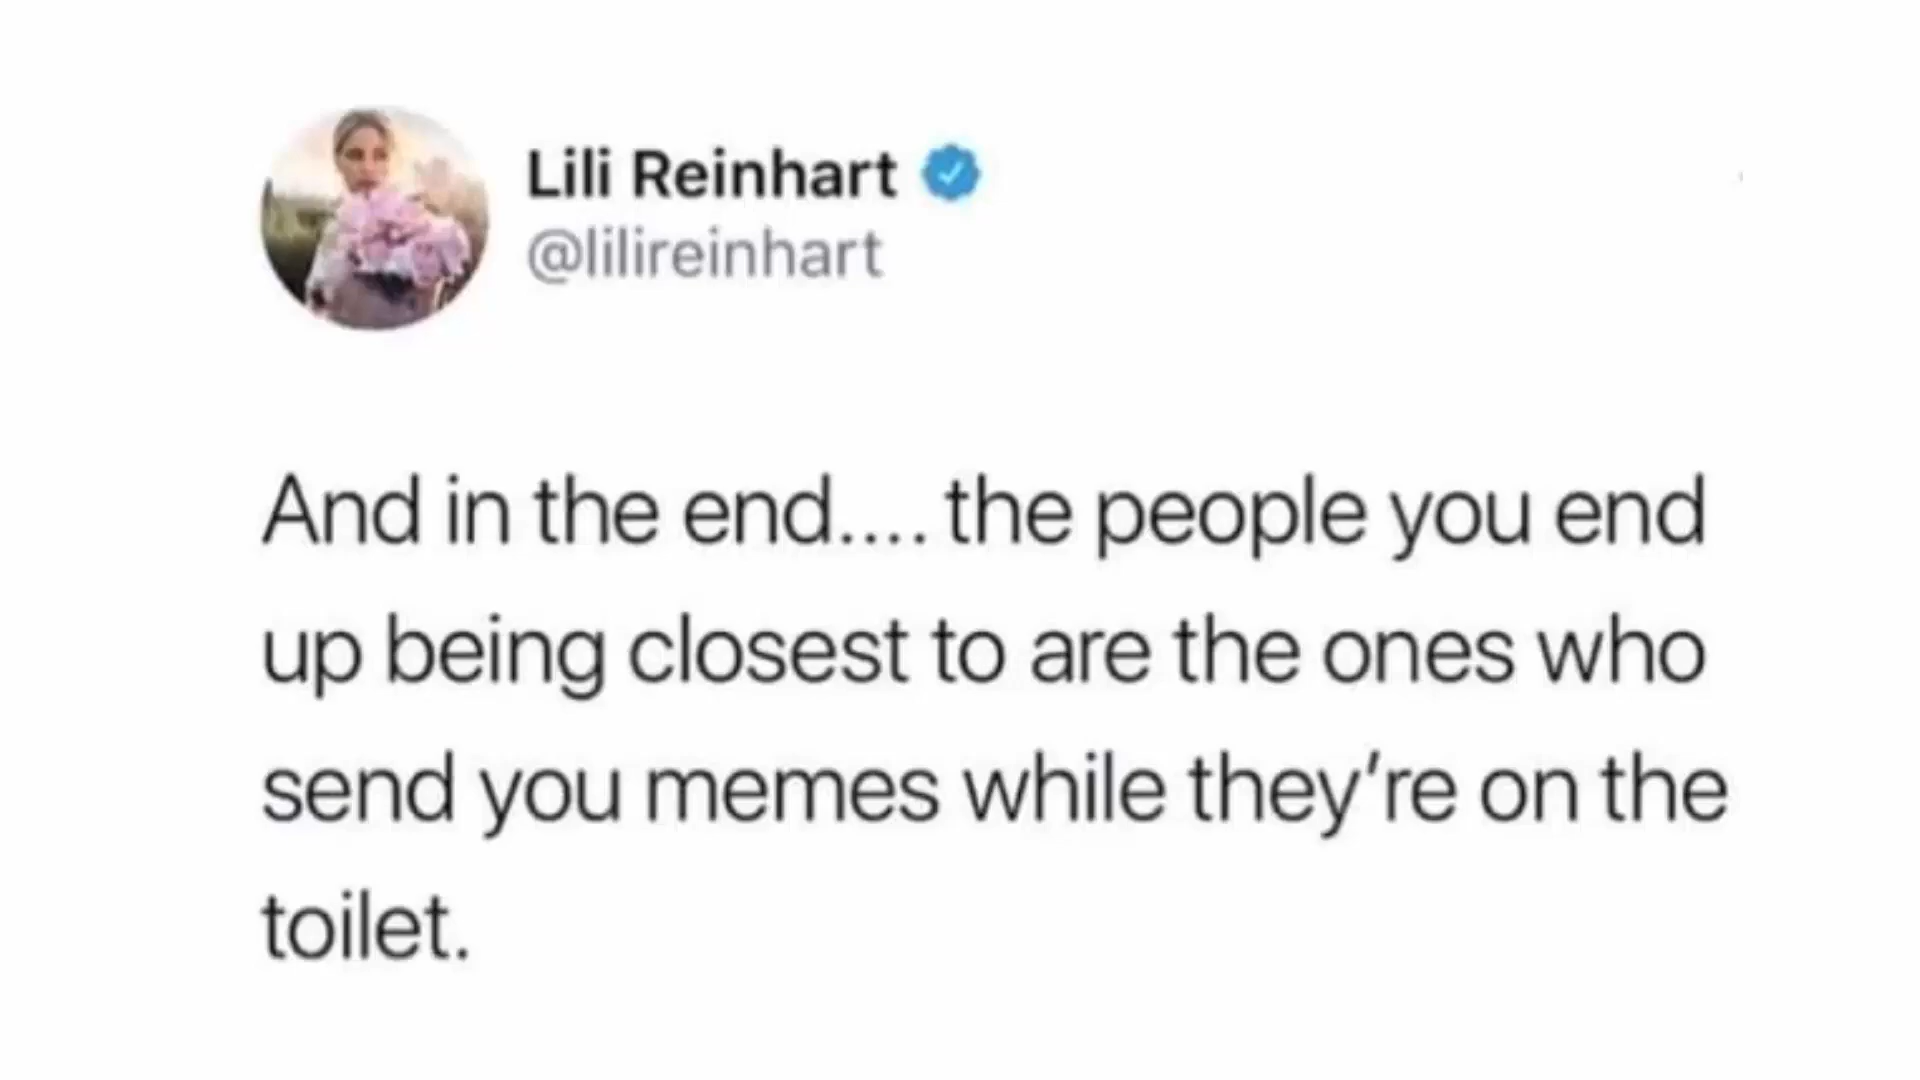 Lili Reinhart
@lilireinhart
And in the end.... the people you end
up being closest to are the ones who
send you memes while they’re on the
toilet.